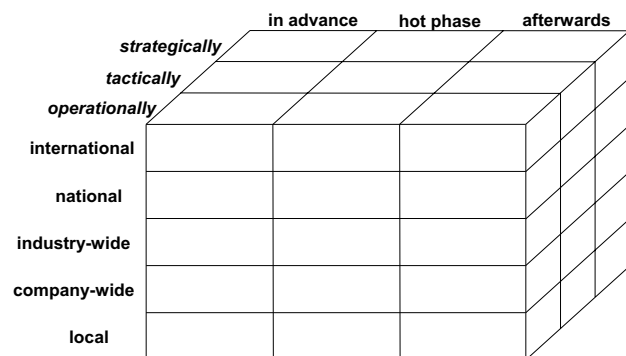 in advance hot phase afterwards
strategically
tactically
operationally
international
national
industry-wide
company-wide
local